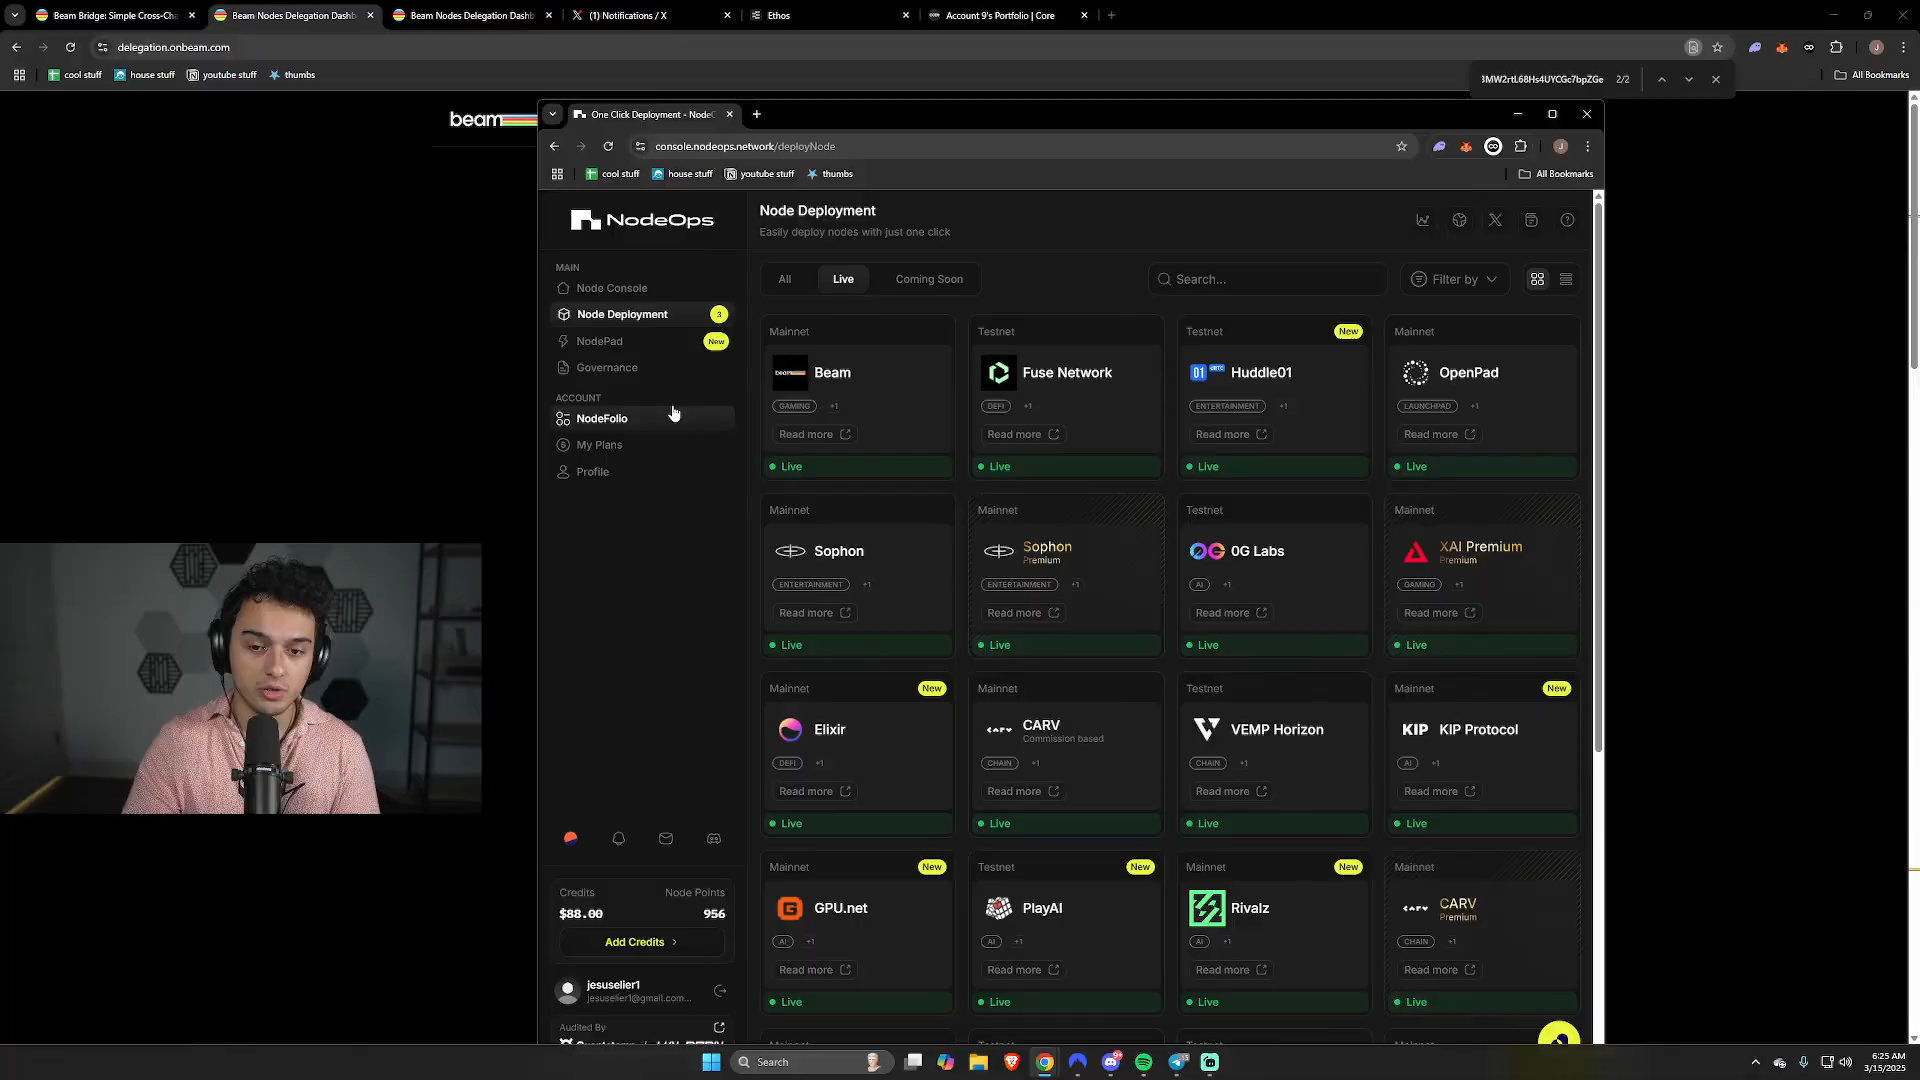 Beam Bridge: Simple Cross-Cha
Beam Nodes Delegation Dashb
Beam Nodes Delegation Dashb
(1) Notifications / X
Ethos
Account 9's Portfolio | Core
delegation.onbeam.com
cool stuff
house stuff
youtube stuff
thumbs
2/2
All Bookmarks
beam
One Click Deployment - NodeC
console.nodeops.network/deployNode
cool stuff
house stuff
youtube stuff
thumbs
All Bookmarks
NodeOps
Node Deployment
Easily deploy nodes with just one click
MAIN
Node Console
Node Deployment
3
NodePad
New
Governance
ACCOUNT
NodeFolio
My Plans
Profile
All
Live
Coming Soon
Search...
Filter by
Mainnet
Beam
GAMING
+1
Read more
Live
Testnet
Fuse Network
DEFI
+1
Read more
Live
Testnet
New
Huddle01
ENTERTAINMENT
+1
Read more
Live
Mainnet
OpenPad
LAUNCHPAD
+1
Read more
Live
Mainnet
Sophon
ENTERTAINMENT
+1
Read more
Live
Mainnet
Sophon
Premium
ENTERTAINMENT
+1
Read more
Live
Testnet
0G Labs
AI
+1
Read more
Live
Mainnet
XAI Premium
Premium
GAMING
+1
Read more
Live
Mainnet
New
Elixir
DEFI
+1
Read more
Live
Mainnet
CARV
Commission based
CHAIN
+1
Read more
Live
Testnet
VEMP Horizon
CHAIN
+1
Read more
Live
Mainnet
New
KIP
KIP Protocol
AI
+1
Read more
Live
Mainnet
New
GPU.net
AI
+1
Read more
Live
Testnet
New
PlayAI
AI
+1
Read more
Live
Mainnet
New
Rivalz
AI
+1
Read more
Live
Mainnet
CARV
Premium
CHAIN
+1
Read more
Live
Credits
Node Points
$88.00
956
Add Credits
jesuselier1
jesuselier1@gmail.com...
Audited By
Search
6:25 AM
3/15/2025